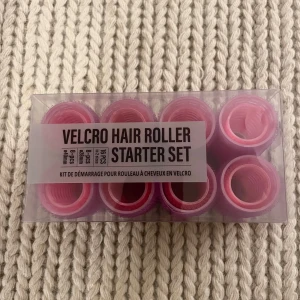 VELCRO HAIR ROLLER
STARTER SET
KIT DE DÉMARRAGE POUR ROULEAU À CHEVEUX EN VELCRO